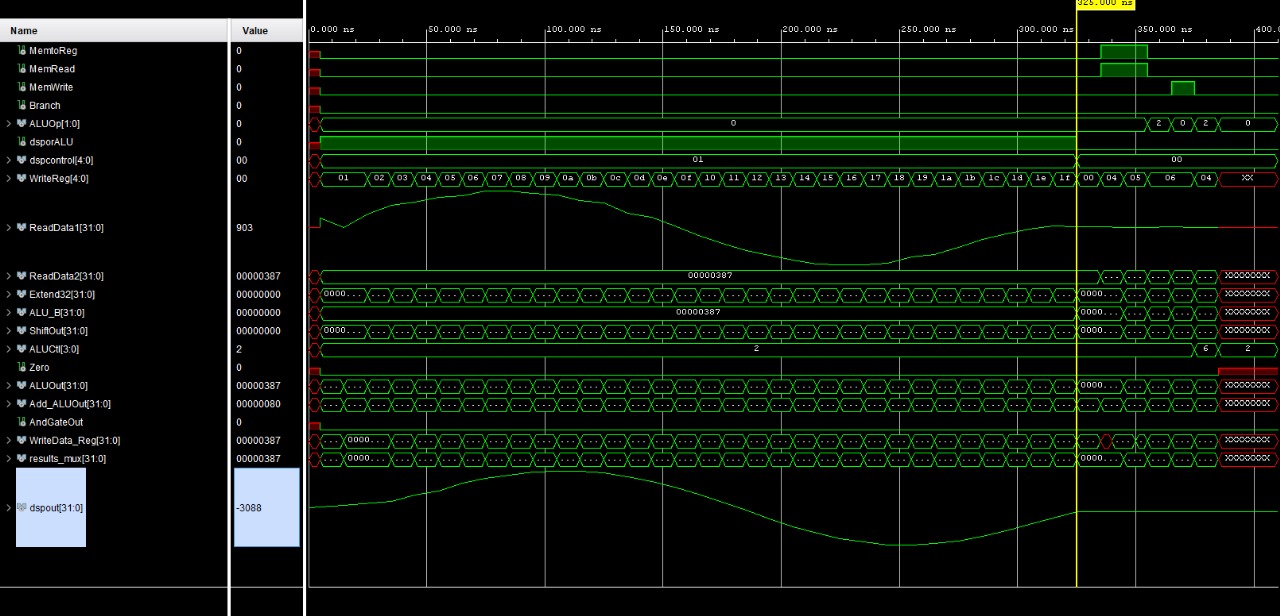 325.000 ns
Name Value 0.000 ns 50.000 ns 100.000 ns 150.000 ns 200.000 ns 250.000 ns 300.000 ns 350.000 ns 400.
MemtoReg 0
MemRead 0
MemWrite 0
Branch 0
ALUOp[1:0] 0 0 2 0 2 0
dsporALU 0
dspcontrol[4:0] 00 01 00
WriteReg[4:0] 00 01 02 03 04 05 06 07 08 09 0a 0b 0c 0d 0e 0f 10 11 12 13 14 15 16 17 18 19 1a 1b 1c 1d 1e 1f 00 04 05 06 04 XX
ReadData1[31:0] 903
ReadData2[31:0] 00000387 00000387 ... ... ... ... ... XXXXXXXX
Extend32[31:0] 00000000 0000... ... ... ... ... ... ... ... ... ... ... ... ... ... ... ... ... ... ... ... ... ... ... ... ... ... ... ... ... ... ... 0000... ... ... ... ... XXXXXXXX
ALU_B[31:0] 00000000 00000387 0000... ... ... ... ... XXXXXXXX
ShiftOut[31:0] 00000000 0000... ... ... ... ... ... ... ... ... ... ... ... ... ... ... ... ... ... ... ... ... ... ... ... ... ... ... ... ... ... ... 0000... ... ... ... ... XXXXXXXX
ALUCtl[3:0] 2 2 6 2
Zero 0
ALUOut[31:0] 00000387 ... ... ... ... ... ... ... ... ... ... ... ... ... ... ... ... ... ... ... ... ... ... ... ... ... ... ... ... ... ... ... ... 0000... ... ... ... ... XXXXXXXX
Add_ALUOut[31:0] 00000080 ... ... ... ... ... ... ... ... ... ... ... ... ... ... ... ... ... ... ... ... ... ... ... ... ... ... ... ... ... ... ... ... ... ... ... ... ... ... XXXXXXXX
AndGateOut 0
WriteData_Reg[31:0] 00000387 ... 0000... ... ... ... ... ... ... ... ... ... ... ... ... ... ... ... ... ... ... ... ... ... ... ... ... ... ... ... ... ... ... ... ... ... ... XXXXXXXX
results_mux[31:0] 00000387 ... 0000... ... ... ... ... ... ... ... ... ... ... ... ... ... ... ... ... ... ... ... ... ... ... ... ... ... ... ... ... ... 0000... ... ... ... ... XXXXXXXX
dspout[31:0] -3088